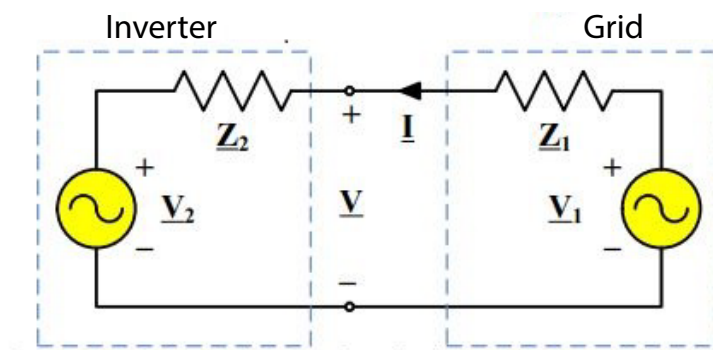 Inverter Grid
Z₂ + I Z₁
+ V₂ − V + V₁ −
−